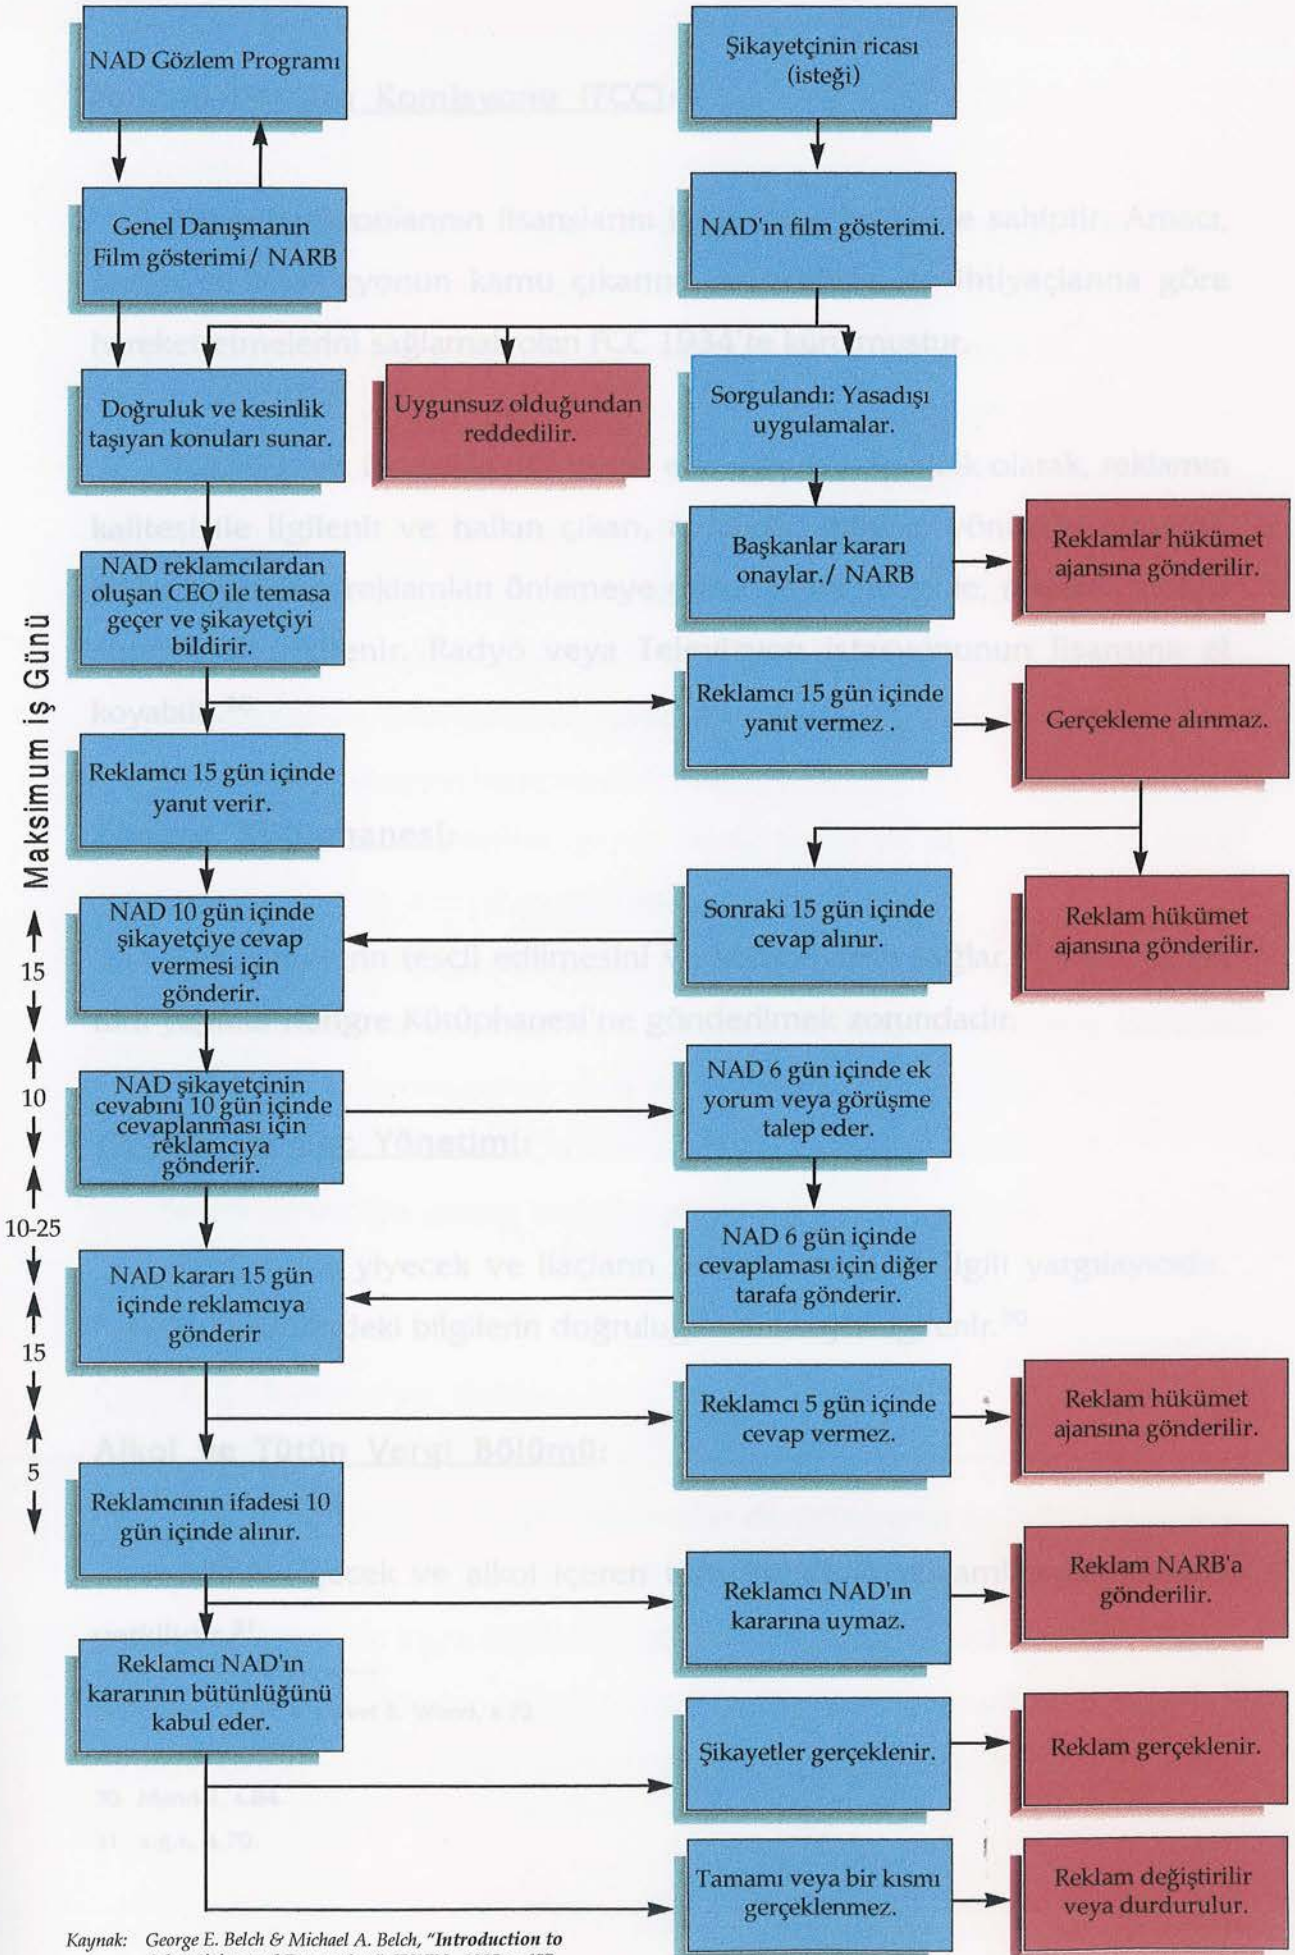 NAD Gözlem Programı
Şikayetçinin ricası
(isteği)
Genel Danışmanın
Film gösterimi/ NARB
NAD'ın film gösterimi.
Doğruluk ve kesinlik
taşıyan konuları sunar.
Uygunsuz olduğundan
reddedilir.
Sorgulandı: Yasadışı
uygulamalar.
NAD reklamcılardan
oluşan CEO ile temasa
geçer ve şikayetçiyi
bildirir.
Başkanlar kararı
onaylar./ NARB
Reklamlar hükümet
ajansına gönderilir.
Reklamcı 15 gün içinde
yanıt vermez .
Gerçekleme alınmaz.
Reklamcı 15 gün içinde
yanıt verir.
Maksimum iş Günü
NAD 10 gün içinde
şikayetçiye cevap
vermesi için
gönderir.
Sonraki 15 gün içinde
cevap alınır.
Reklam hükümet
ajansına gönderilir.
15
NAD şikayetçinin
cevabını 10 gün içinde
cevaplanması için
reklamcıya
gönderir.
NAD 6 gün içinde ek
yorum veya görüşme
talep eder.
10
NAD 6 gün içinde
cevaplaması için diğer
tarafa gönderir.
10-25
NAD kararı 15 gün
içinde reklamcıya
gönderir
15
Reklamcı 5 gün içinde
cevap vermez.
Reklam hükümet
ajansına gönderilir.
5
Reklamcının ifadesi 10
gün içinde alınır.
Reklamcı NAD'ın
kararına uymaz.
Reklam NARB'a
gönderilir.
Reklamcı NAD'ın
kararının bütünlüğünü
kabul eder.
Şikayetler gerçeklenir.
Reklam gerçeklenir.
Tamamı veya bir kısmı
gerçeklenmez.
Reklam değiştirilir
veya durdurulur.
Kaynak: George E. Belch & Michael A. Belch, "Introduction to